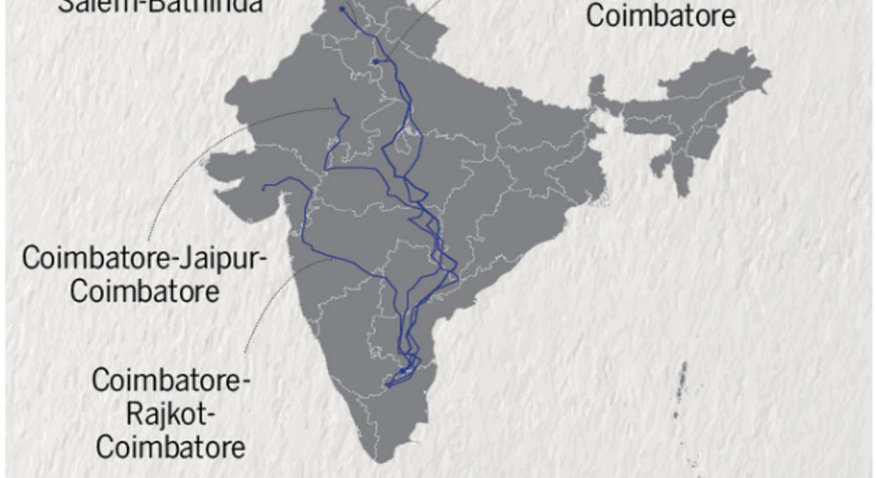 Salem-Bathinda
Coimbatore
Coimbatore-Jaipur-
Coimbatore
Coimbatore-
Rajkot-
Coimbatore